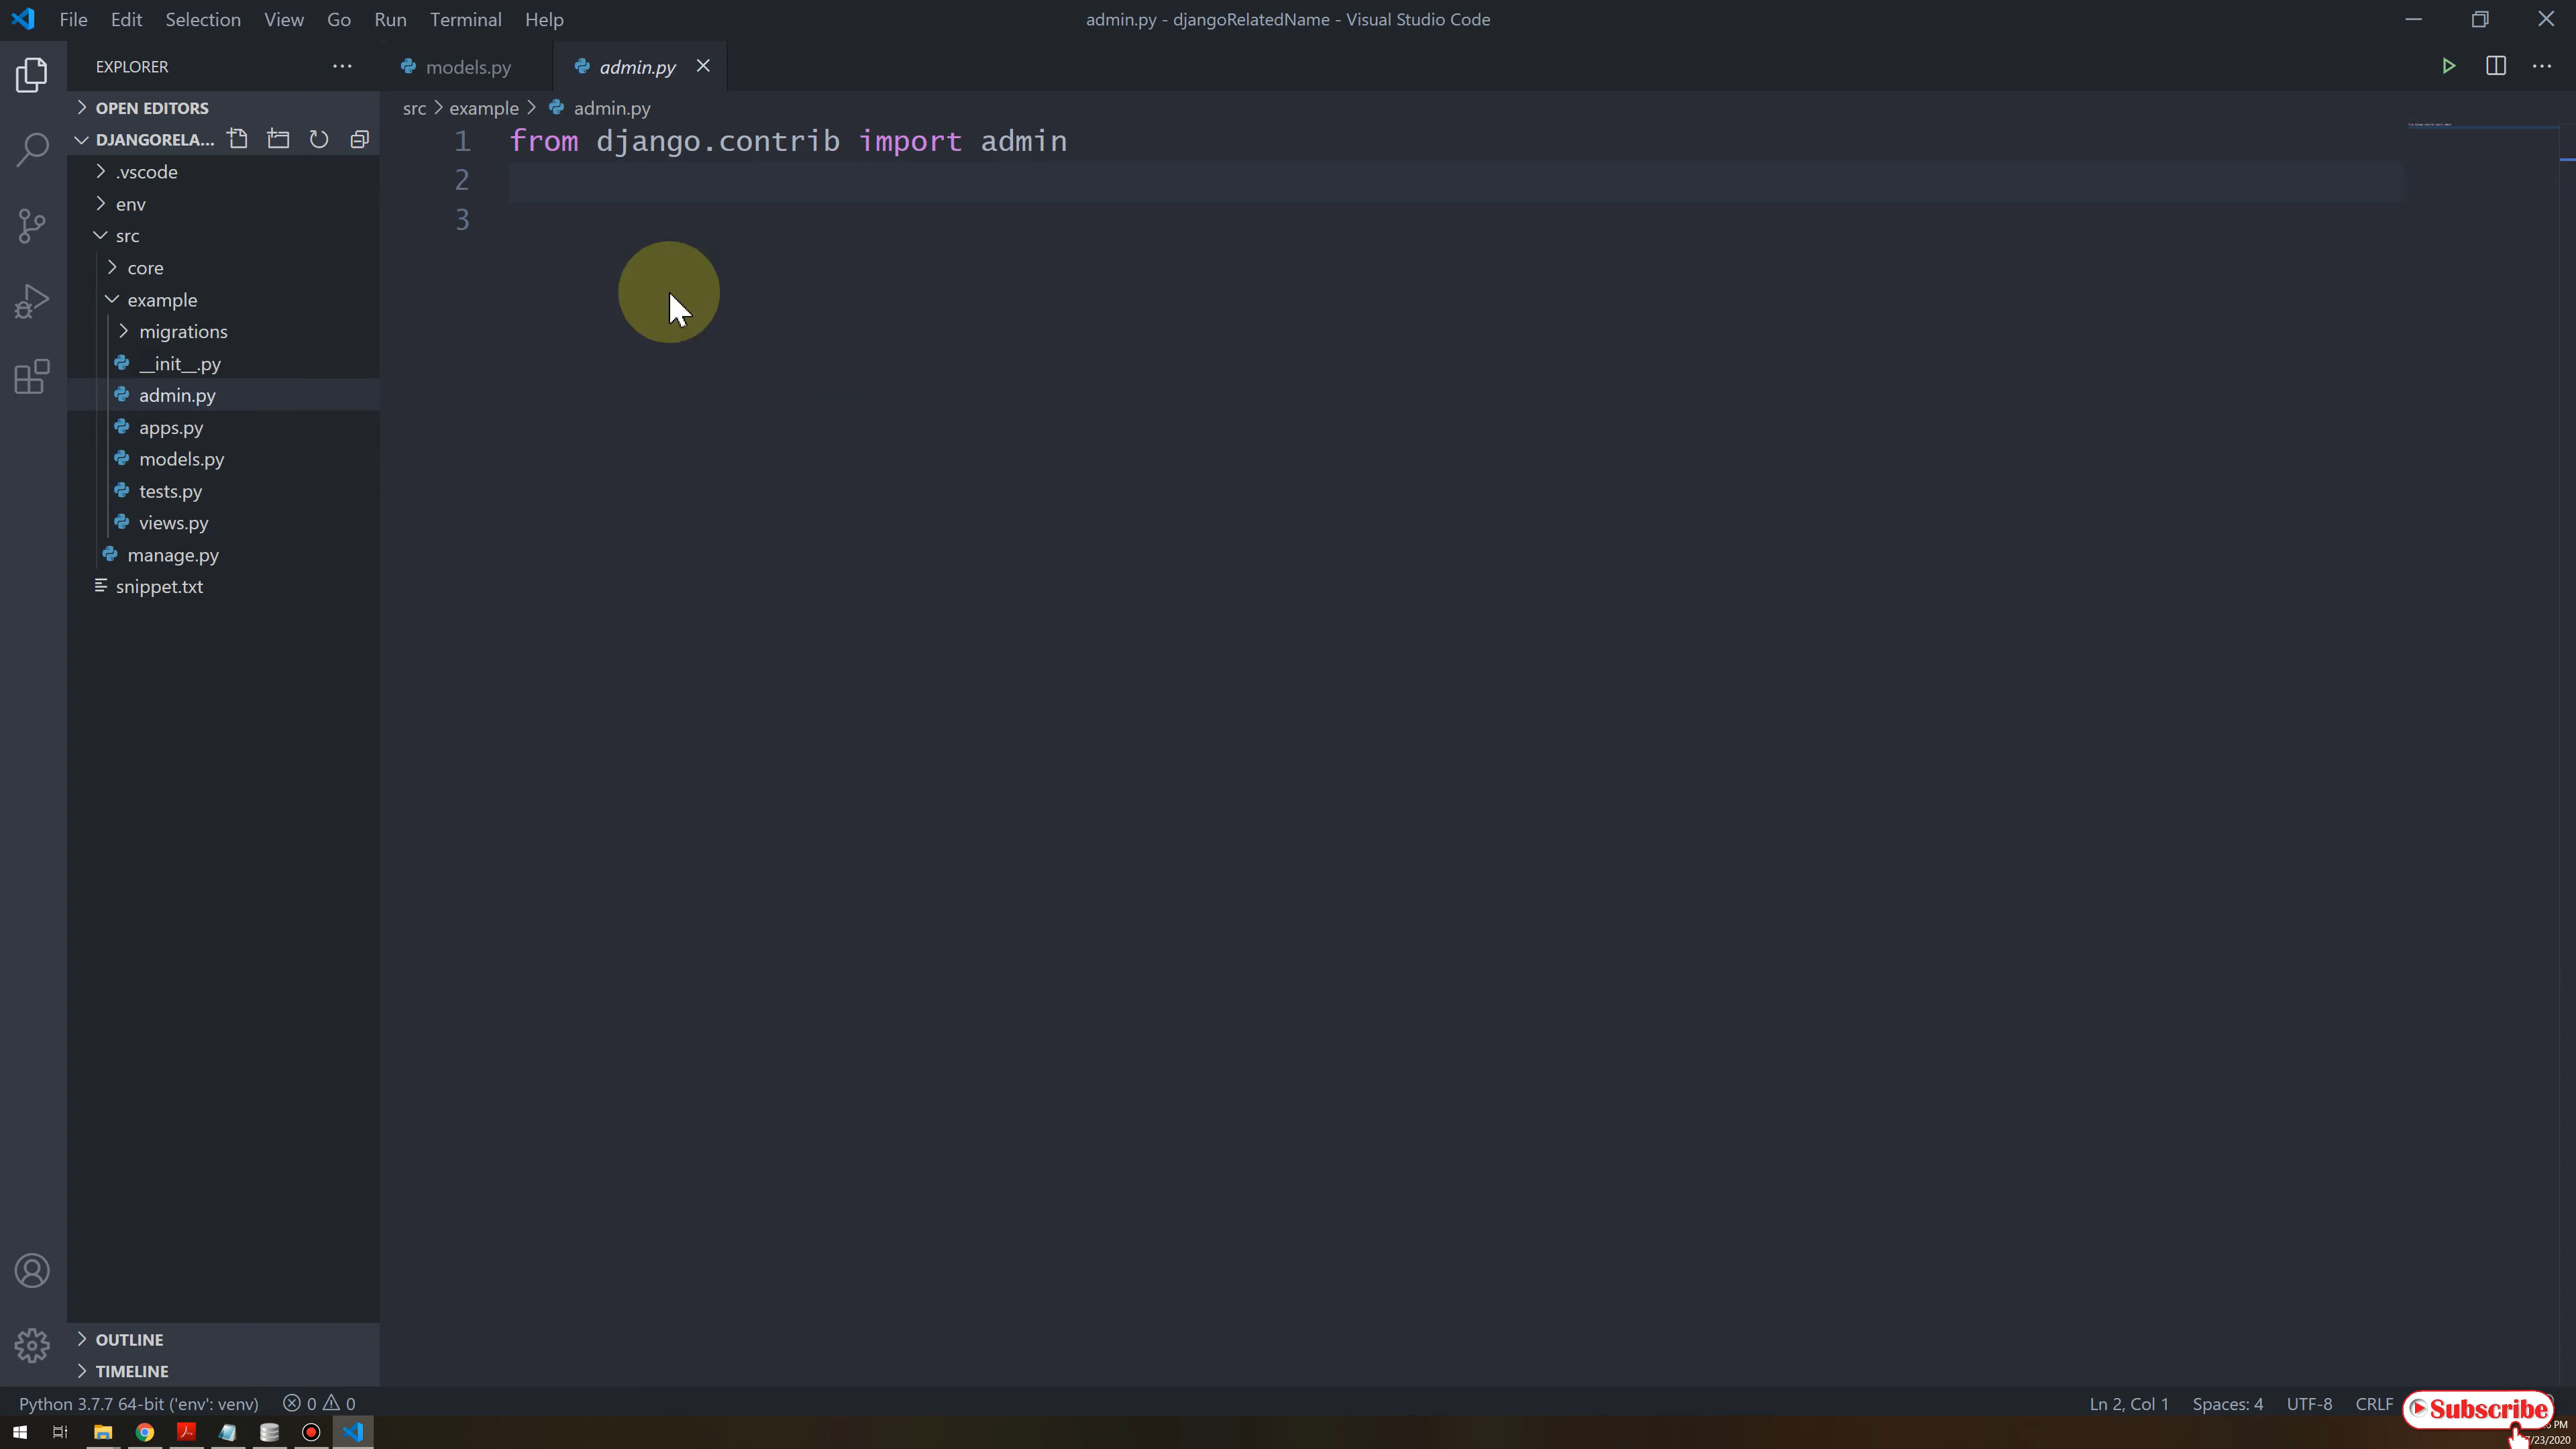 File Edit Selection View Go Run Terminal Help
admin.py - djangoRelatedName - Visual Studio Code
EXPLORER
models.py
admin.py
OPEN EDITORS
src > example > admin.py
DJANGORELA...
1 from django.contrib import admin
2
3
.vscode
env
src
core
example
migrations
__init__.py
admin.py
apps.py
models.py
tests.py
views.py
manage.py
snippet.txt
OUTLINE
TIMELINE
Python 3.7.7 64-bit ('env': venv) 0 0
Ln 2, Col 1 Spaces: 4 UTF-8 CRLF
Subscribe
PM
7/23/2020